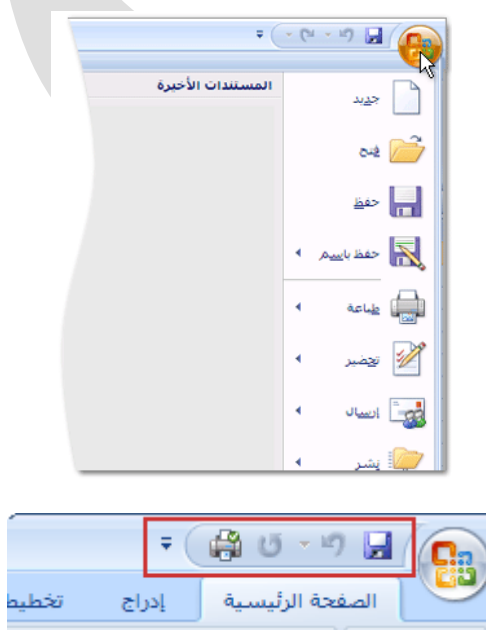 المستندات الأخيرة
جديد
فتح
حفظ
حفظ باسم
طباعة
تحضير
إرسال
نشر
الصفحة الرئيسية
إدراج
تخطيط